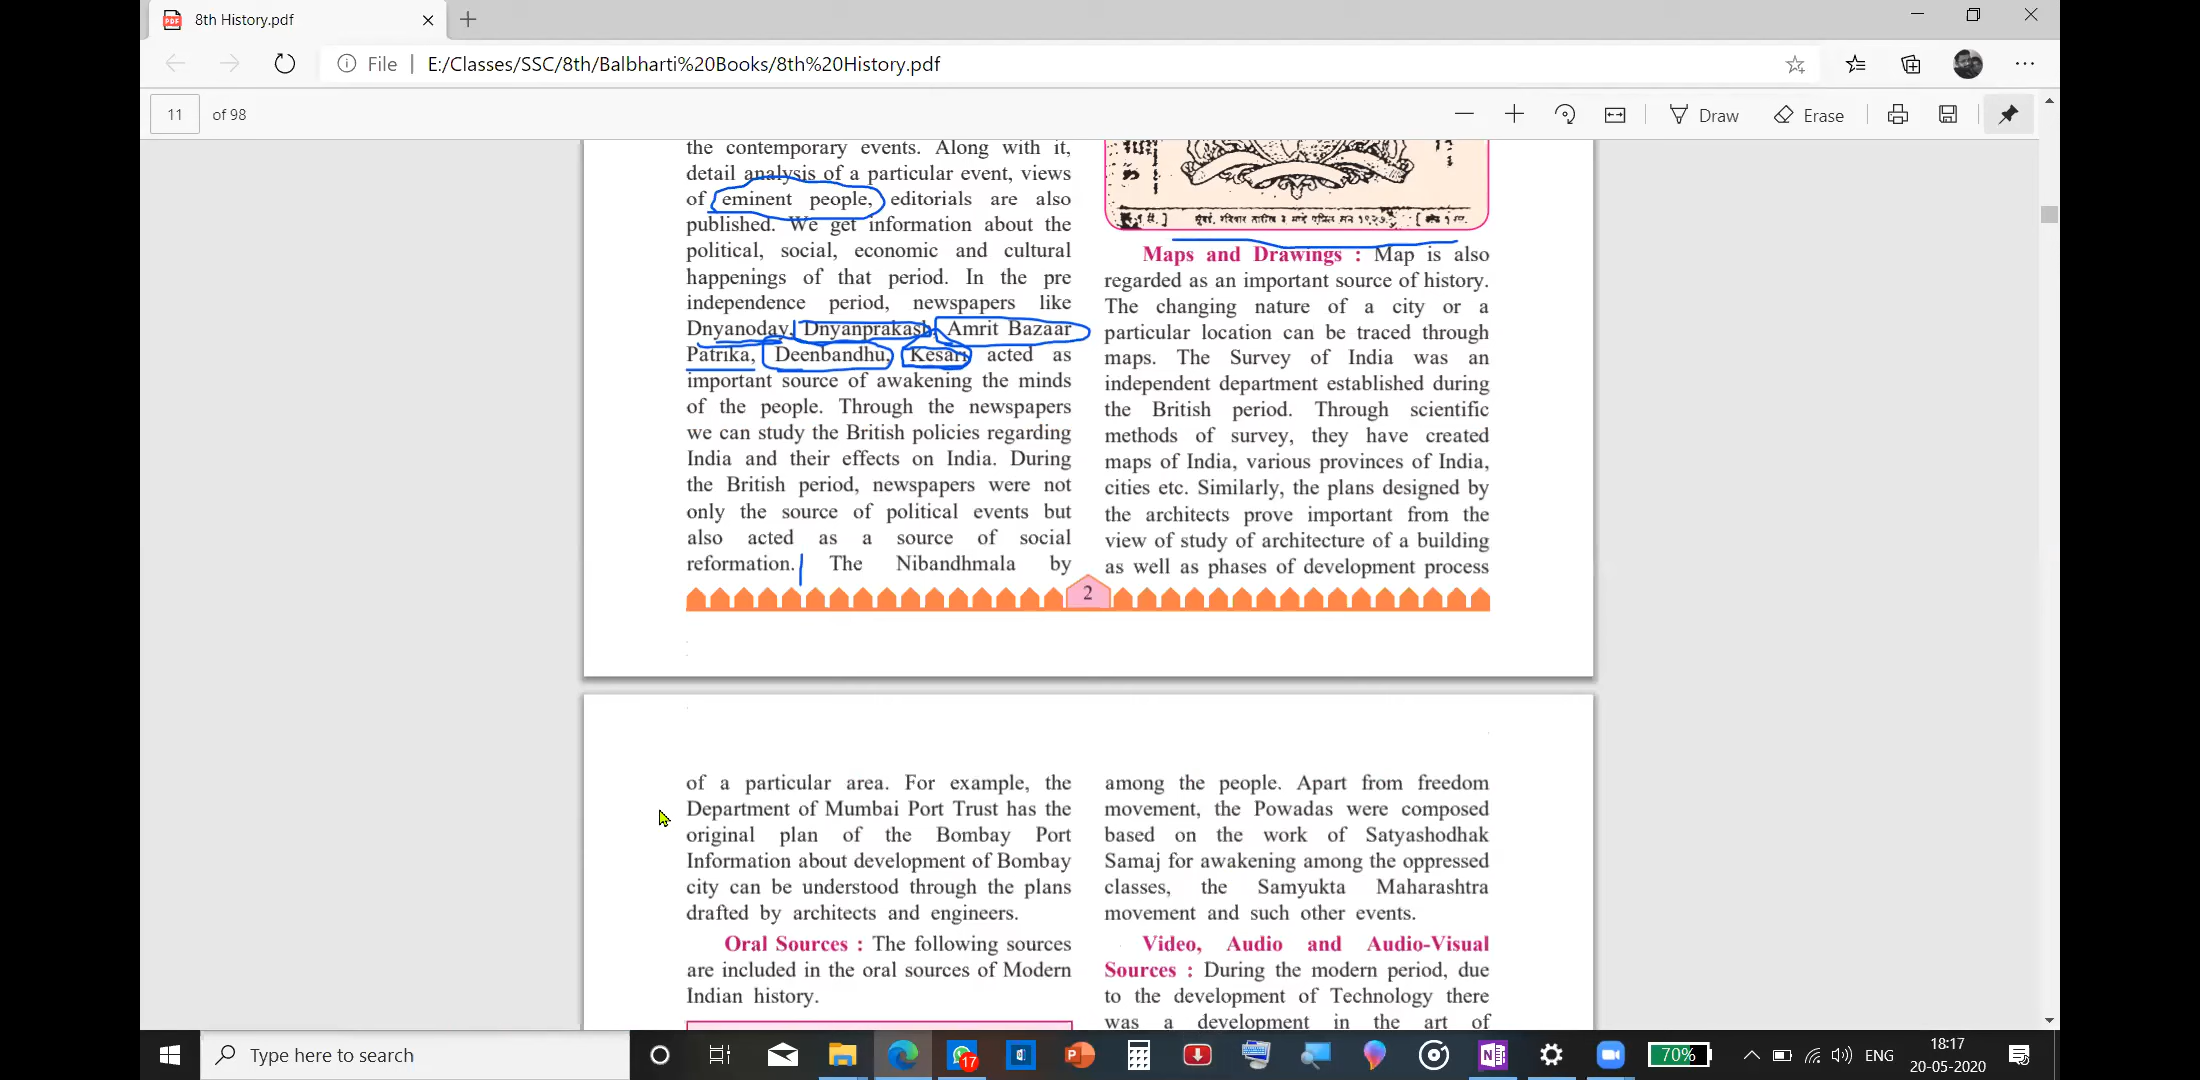 8th History.pdf
File
E:/Classes/SSC/8th/Balbharti%20Books/8th%20History.pdf
11 of 98
Draw
Erase
the contemporary events. Along with it,
detail analysis of a particular event, views
of eminent people, editorials are also
published. We get information about the
political, social, economic and cultural
happenings of that period. In the pre
independence period, newspapers like
Dnyanoday, Dnyanprakash, Amrit Bazaar
Patrika, Deenbandhu, Kesari acted as
important source of awakening the minds
of the people. Through the newspapers
we can study the British policies regarding
India and their effects on India. During
the British period, newspapers were not
only the source of political events but
also acted as a source of social
reformation. The Nibandhmala by
मुंबई, रविवार तारीख ३ माहे एप्रिल सन १९२७
Maps and Drawings : Map is also
regarded as an important source of history.
The changing nature of a city or a
particular location can be traced through
maps. The Survey of India was an
independent department established during
the British period. Through scientific
methods of survey, they have created
maps of India, various provinces of India,
cities etc. Similarly, the plans designed by
the architects prove important from the
view of study of architecture of a building
as well as phases of development process
2
of a particular area. For example, the
Department of Mumbai Port Trust has the
original plan of the Bombay Port
Information about development of Bombay
city can be understood through the plans
drafted by architects and engineers.
Oral Sources : The following sources
are included in the oral sources of Modern
Indian history.
among the people. Apart from freedom
movement, the Powadas were composed
based on the work of Satyashodhak
Samaj for awakening among the oppressed
classes, the Samyukta Maharashtra
movement and such other events.
Video, Audio and Audio-Visual
Sources : During the modern period, due
to the development of Technology there
was a development in the art of
Type here to search
17
70%
ENG
18:17
20-05-2020